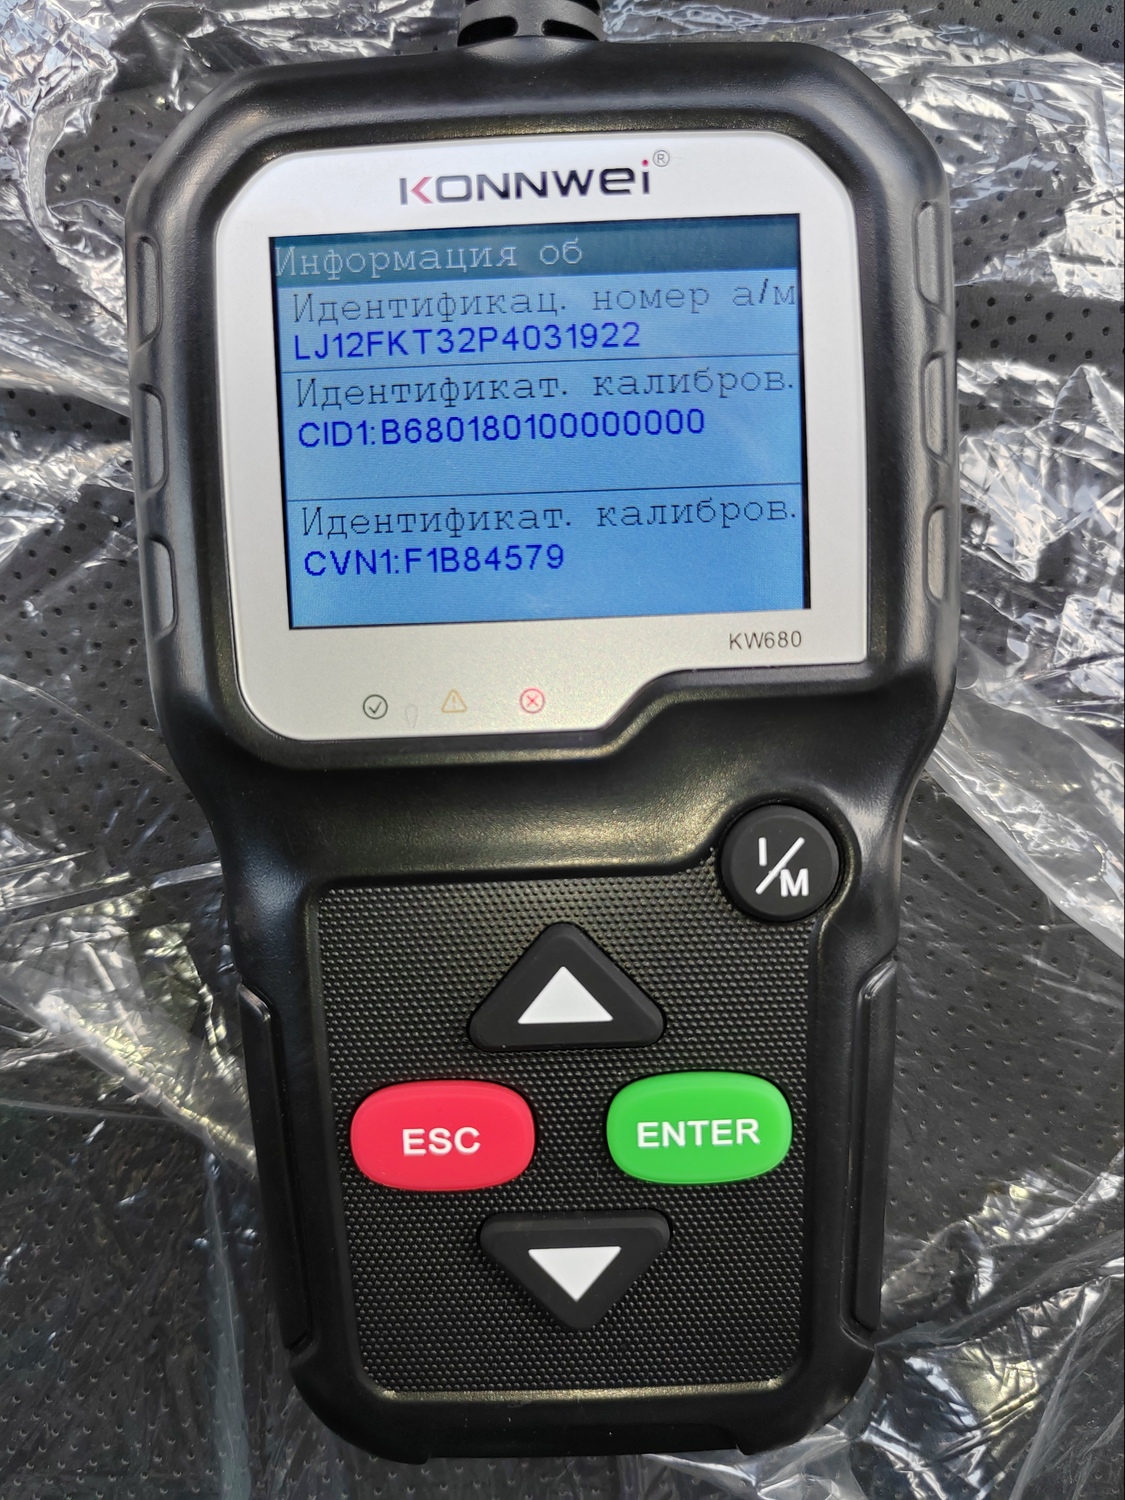 KONNWEI®
Информация об
Идентификац. номер а/м
LJ12FKT32P4031922
Идентификат. калибров.
CID1:B680180100000000
Идентификат. калибров.
CVN1:F1B84579
KW680
I/M
ESC
ENTER